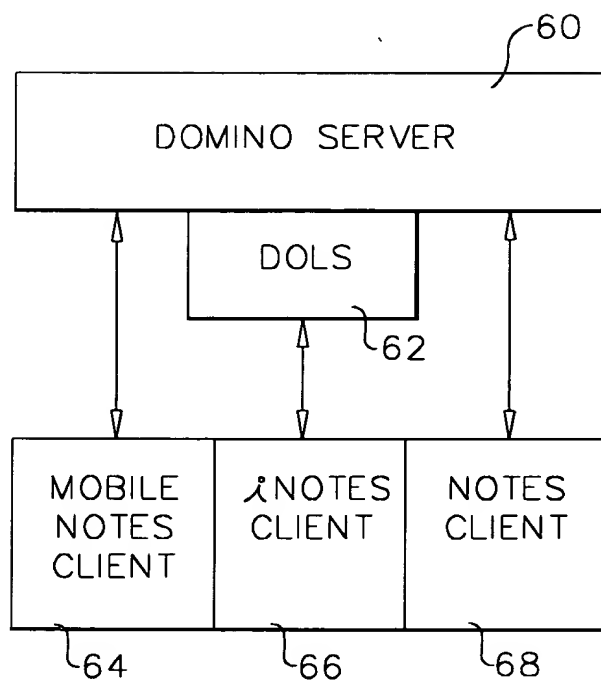 60
DOMINO SERVER
DOLS
62
MOBILE
NOTES
CLIENT
iNOTES
CLIENT
NOTES
CLIENT
64
66
68